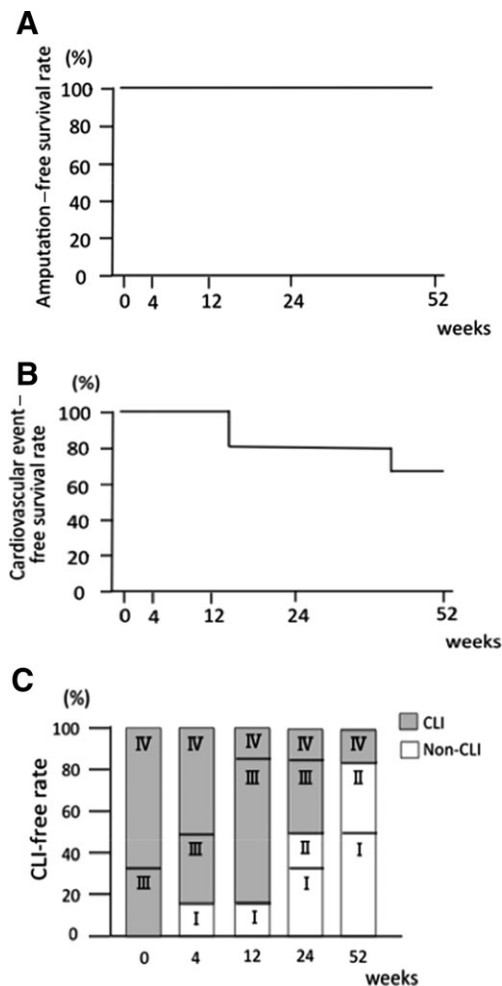 A
(%)
Amputation–free survival rate
100
80
60
40
20
0
0 4 12 24 52
weeks
B
(%)
Cardiovascular event–
free survival rate
100
80
60
40
20
0
0 4 12 24 52
weeks
C
(%)
CLI-free rate
CLI
Non-CLI
100
80
60
40
20
0
IV IV IV IV IV
III III III III II
I I II I
I
0 4 12 24 52
weeks